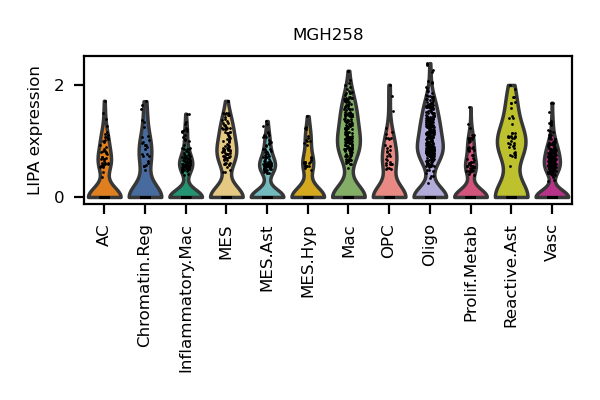 MGH258
LIPA expression
2
0
AC
Chromatin.Reg
Inflammatory.Mac
MES
MES.Ast
MES.Hyp
Mac
OPC
Oligo
Prolif.Metab
Reactive.Ast
Vasc